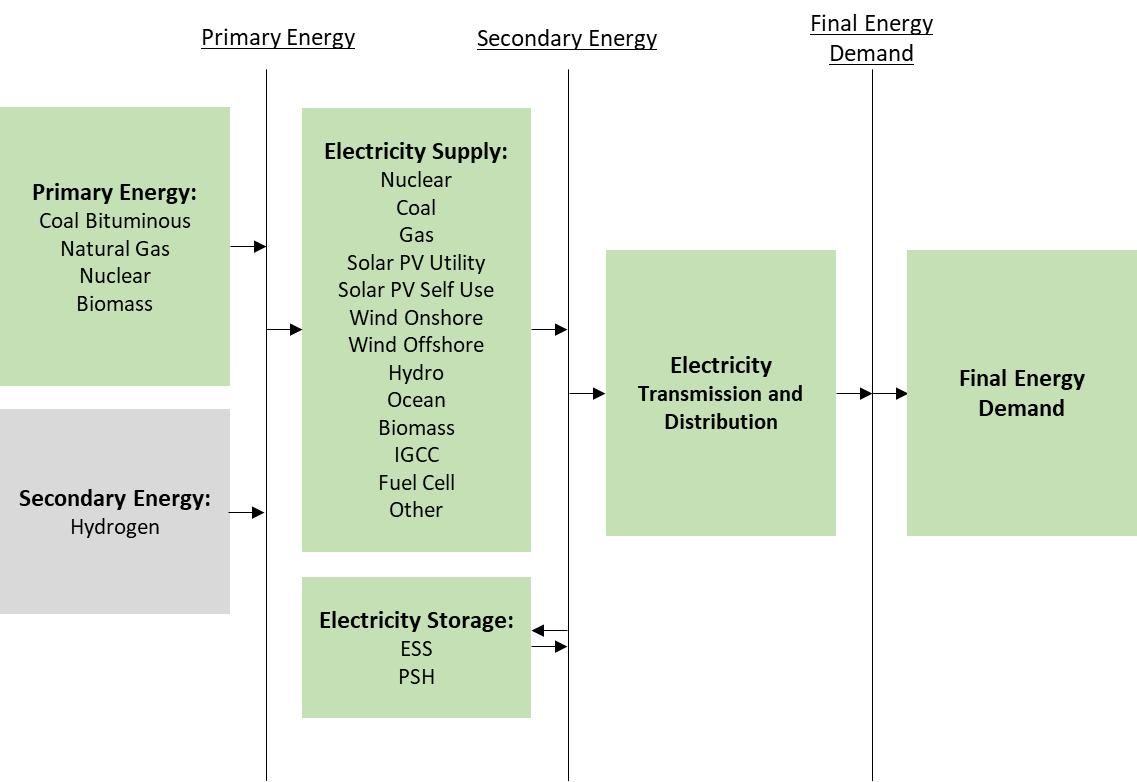 Primary Energy
Secondary Energy
Final Energy
Demand
Primary Energy:
Coal Bituminous
Natural Gas
Nuclear
Biomass
Secondary Energy:
Hydrogen
Electricity Supply:
Nuclear
Coal
Gas
Solar PV Utility
Solar PV Self Use
Wind Onshore
Wind Offshore
Hydro
Ocean
Biomass
IGCC
Fuel Cell
Other
Electricity Storage:
ESS
PSH
Electricity
Transmission and
Distribution
Final Energy
Demand